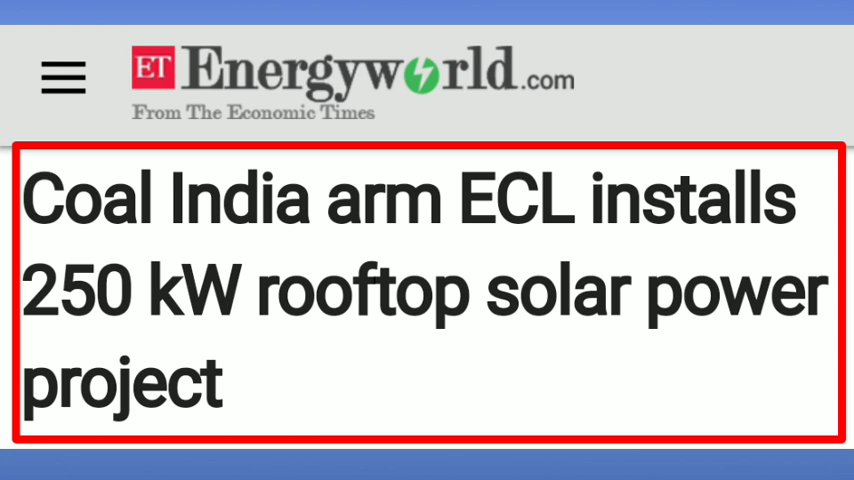 ET Energyworld.com
From The Economic Times
Coal India arm ECL installs
250 kW rooftop solar power
project